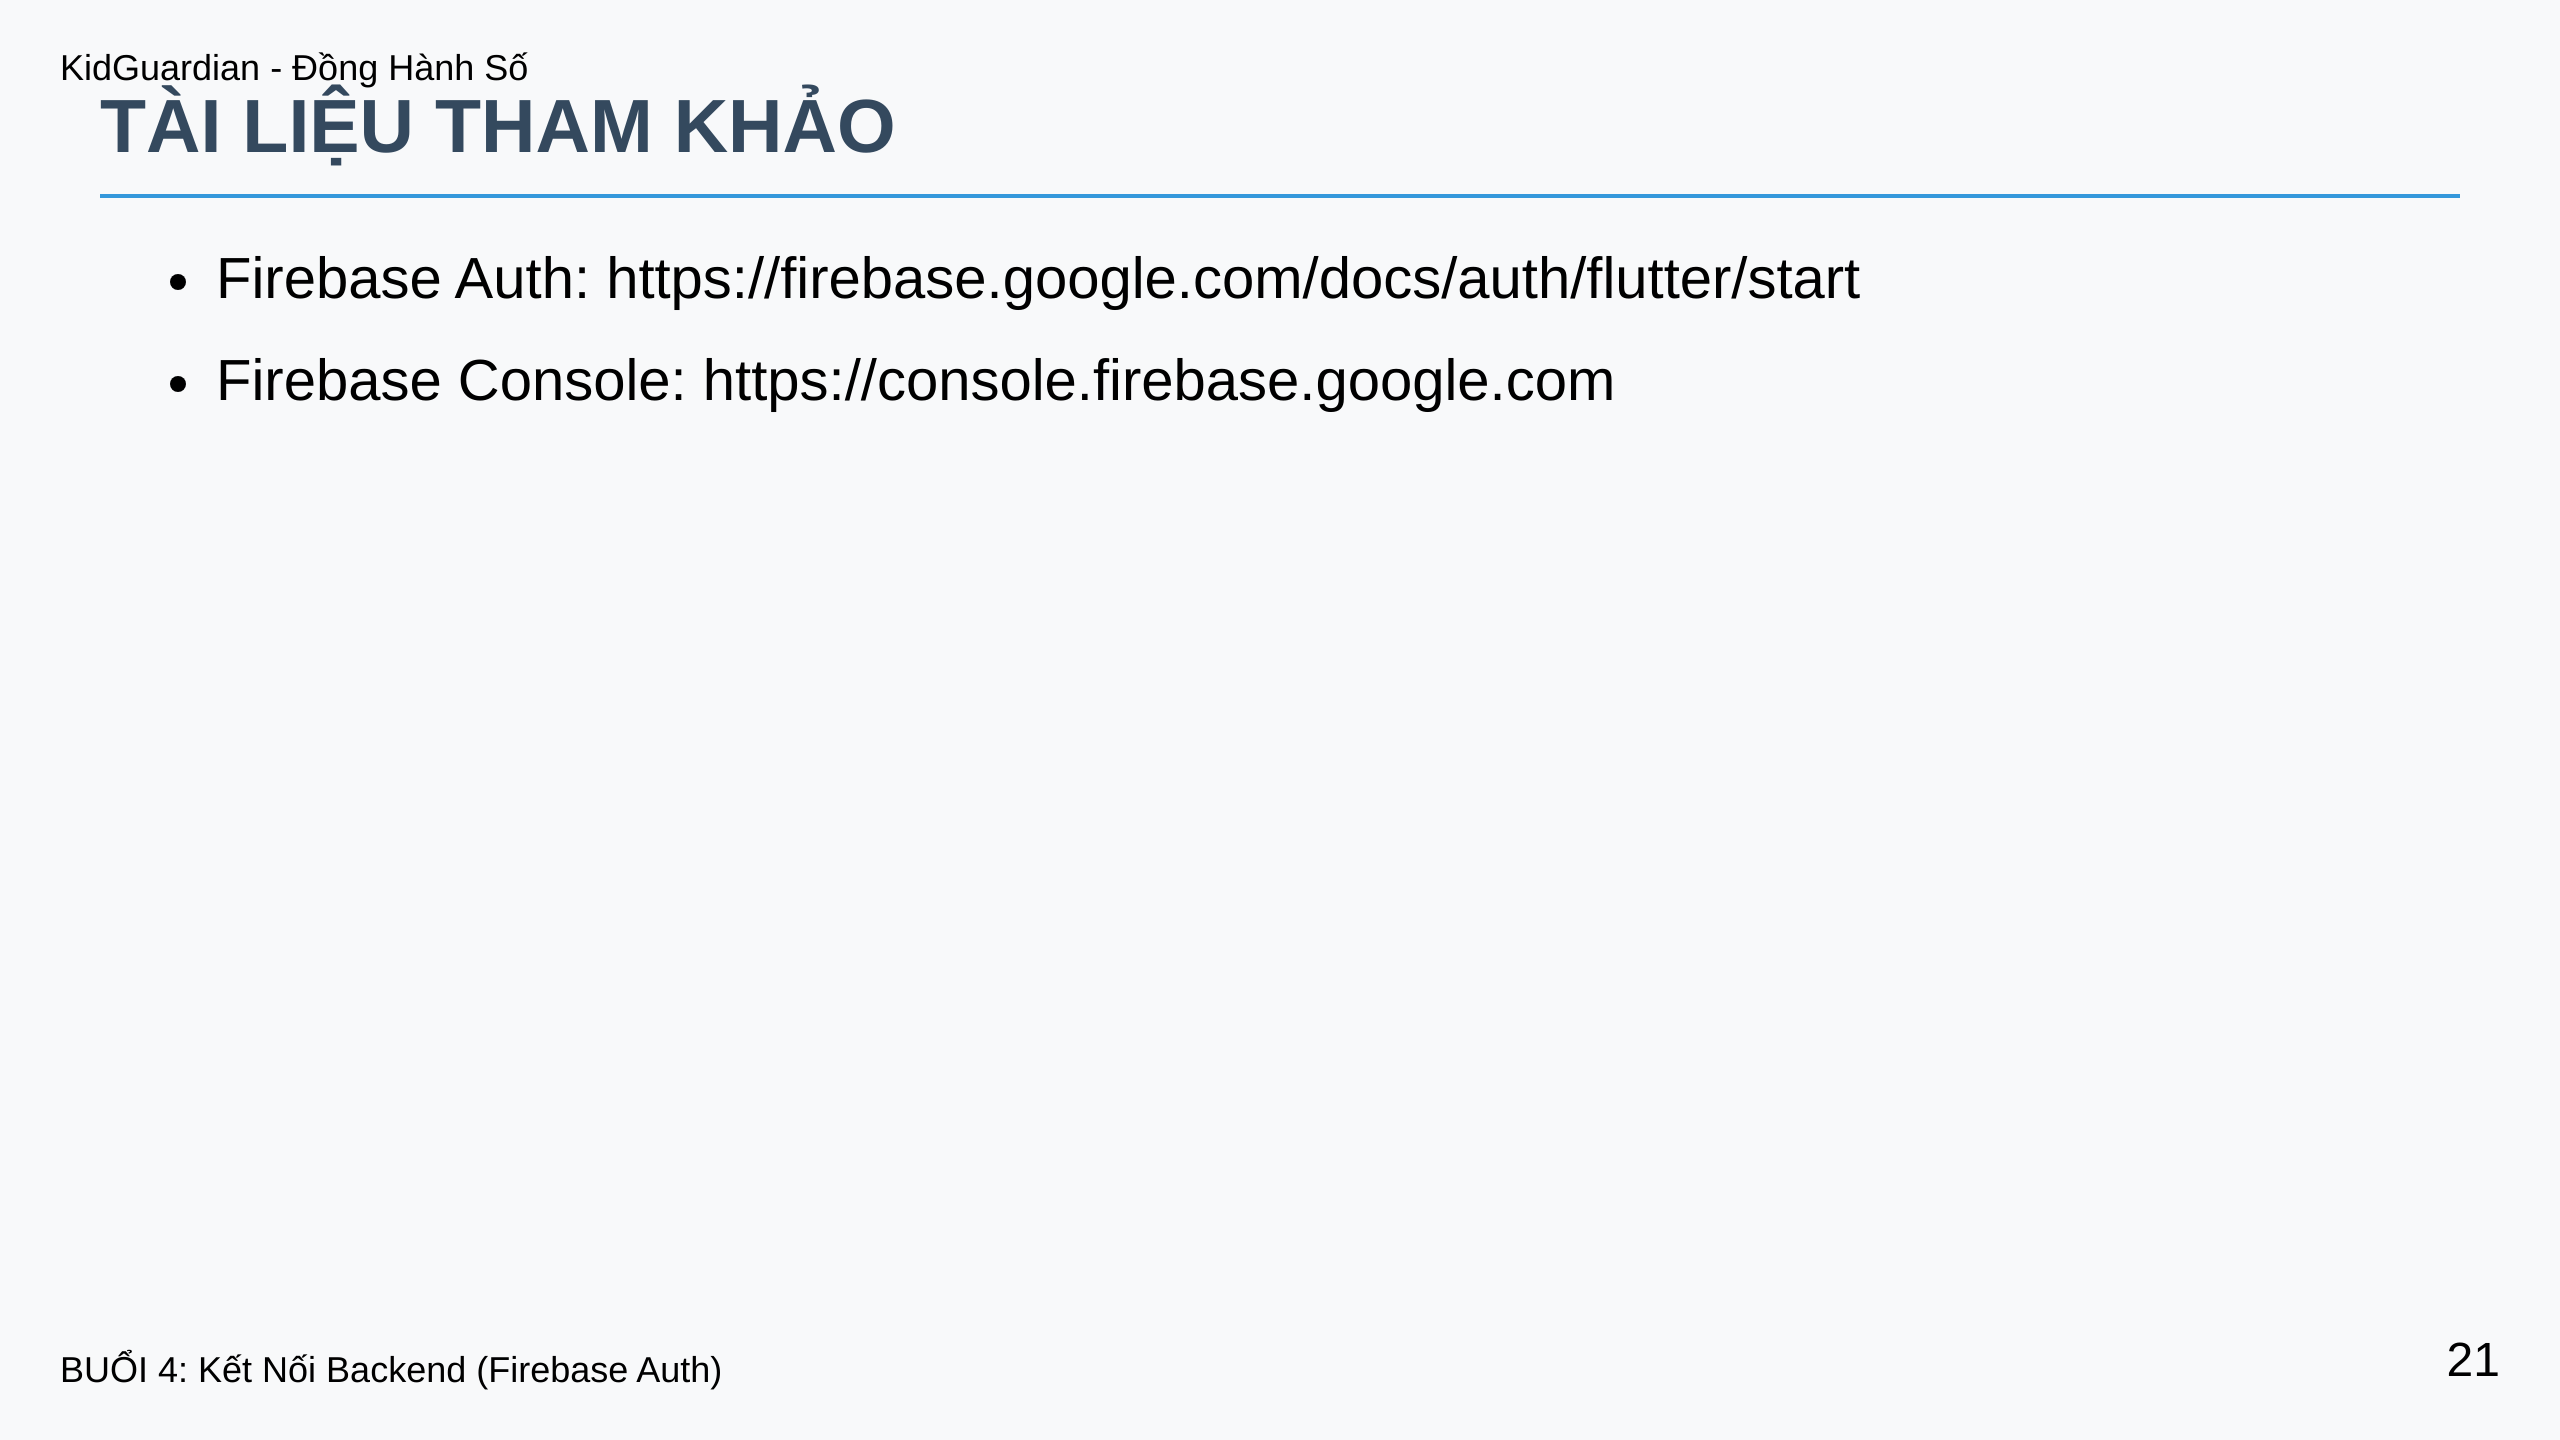 KidGuardian - Đồng Hành Số
TÀI LIỆU THAM KHẢO
• Firebase Auth: https://firebase.google.com/docs/auth/flutter/start
• Firebase Console: https://console.firebase.google.com
BUỔI 4: Kết Nối Backend (Firebase Auth)
21